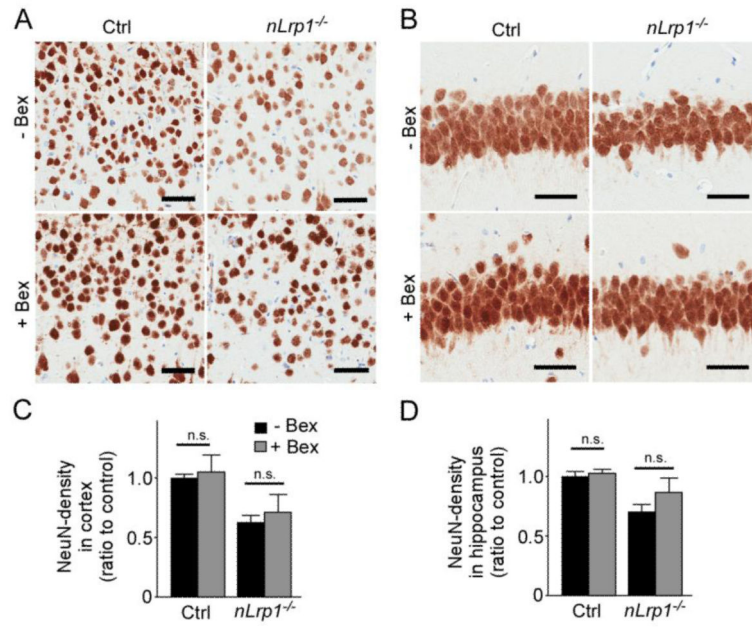 A
Ctrl
nLrp1-/-
- Bex
+ Bex
B
Ctrl
nLrp1-/-
- Bex
+ Bex
C
NeuN-density
in cortex
(ratio to control)
1.0
0.5
0
n.s.
n.s.
- Bex
+ Bex
Ctrl
nLrp1-/-
D
NeuN-density
in hippocampus
(ratio to control)
1.0
0.5
0
n.s.
n.s.
Ctrl
nLrp1-/-